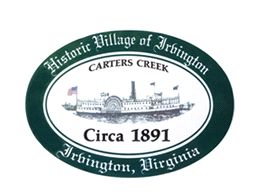 Historic Village of Irvington
CARTERS CREEK
Circa 1891
Irvington, Virginia